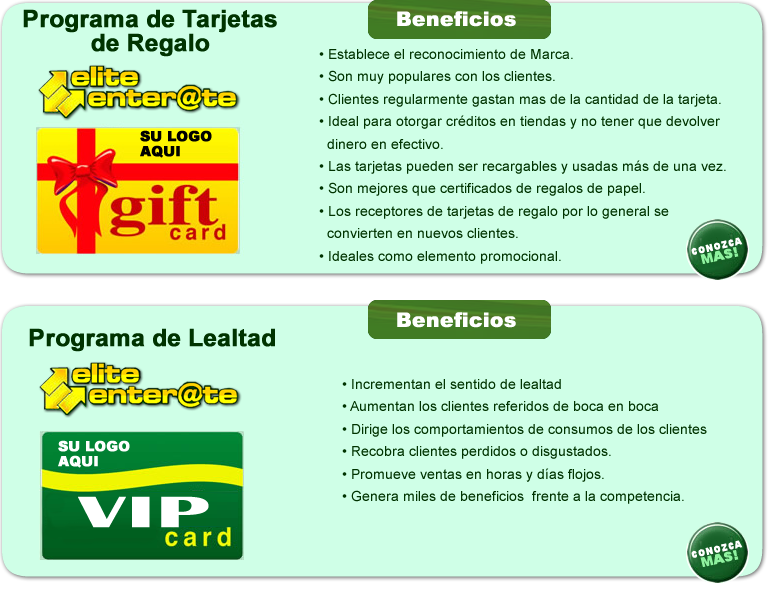 Programa de Tarjetas
de Regalo
elite
enter@te
SU LOGO
AQUI
gift
card
Beneficios
• Establece el reconocimiento de Marca.
• Son muy populares con los clientes.
• Clientes regularmente gastan mas de la cantidad de la tarjeta.
• Ideal para otorgar créditos en tiendas y no tener que devolver
dinero en efectivo.
• Las tarjetas pueden ser recargables y usadas más de una vez.
• Son mejores que certificados de regalos de papel.
• Los receptores de tarjetas de regalo por lo general se
convierten en nuevos clientes.
• Ideales como elemento promocional.
CONOZCA
MAS!
Programa de Lealtad
elite
enter@te
SU LOGO
AQUI
VIP
card
Beneficios
• Incrementan el sentido de lealtad
• Aumentan los clientes referidos de boca en boca
• Dirige los comportamientos de consumos de los clientes
• Recobra clientes perdidos o disgustados.
• Promueve ventas en horas y días flojos.
• Genera miles de beneficios  frente a la competencia.
CONOZCA
MAS!